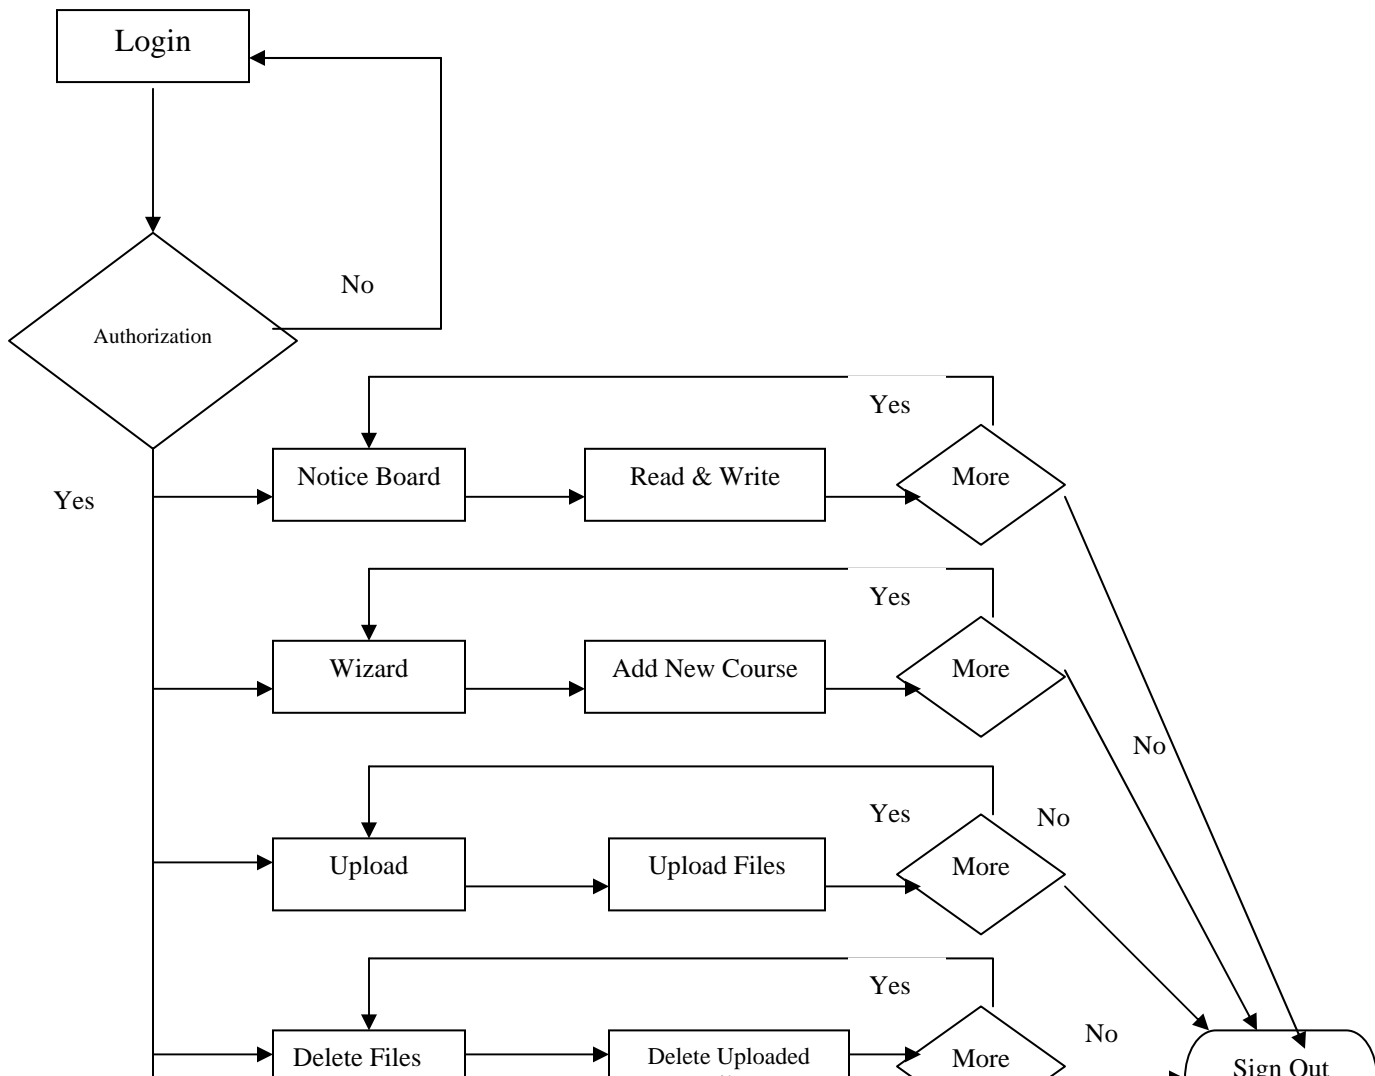 Login
No
Authorization
Yes
Yes
Notice Board
Read & Write
More
Yes
Wizard
Add New Course
More
No
Yes
No
Upload
Upload Files
More
Yes
No
Delete Files
Delete Uploaded
More
Sign Out